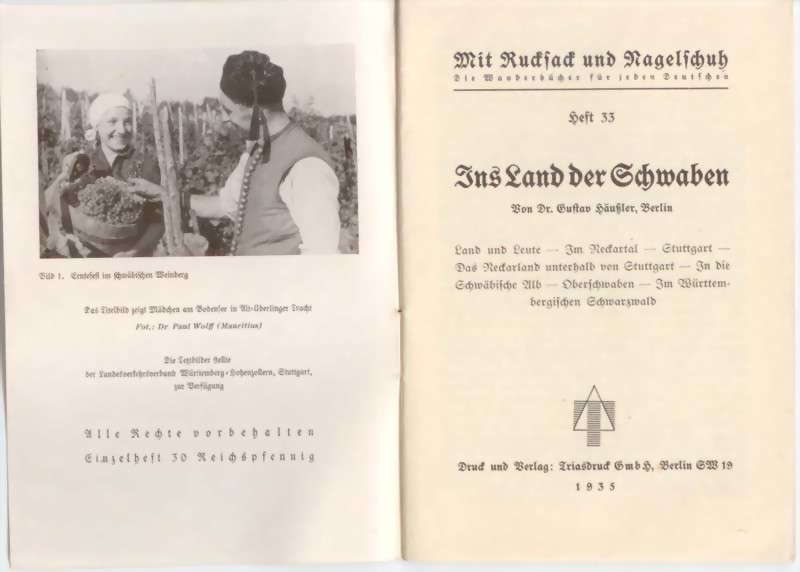 Bild 1. Erntefest im schwäbischen Weinberg
Das Titelbild zeigt Mädchen am Bodensee in Alt-Überlinger Tracht
Fot.: Dr. Paul Wolff (Mauritius)
Die Textbilder stellte
der Landesverkehrsverband Württemberg-Hohenzollern, Stuttgart,
zur Verfügung
Alle Rechte vorbehalten
Einzelheft 30 Reichspfennig
Mit Rucksack und Nagelschuh
Die Wanderbücher für jeden Deutschen
Heft 33
Ins Land der Schwaben
Von Dr. Gustav Häußler, Berlin
Land und Leute — Im Neckartal — Stuttgart —
Das Neckarland unterhalb von Stuttgart — In die
Schwäbische Alb — Oberschwaben — Im Württem-
bergischen Schwarzwald
Druck und Verlag: Triasdruck GmbH, Berlin SW 19
1935